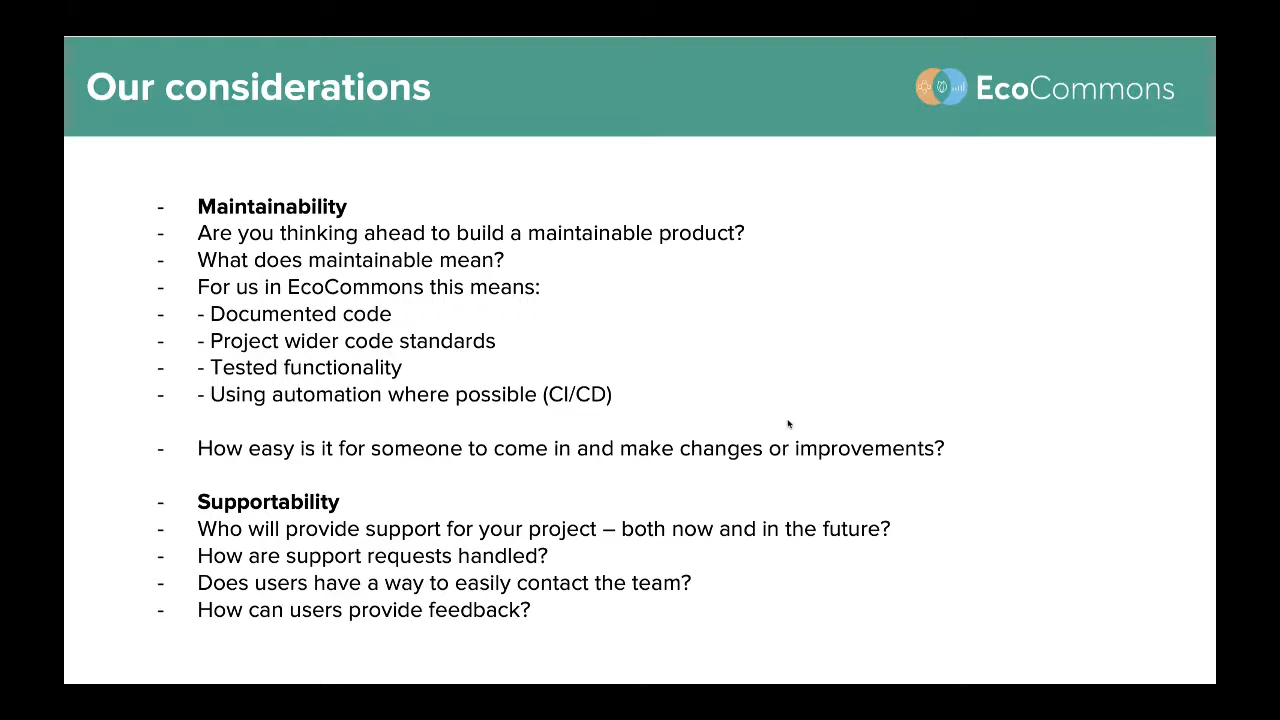 Our considerations
EcoCommons
- Maintainability
- Are you thinking ahead to build a maintainable product?
- What does maintainable mean?
- For us in EcoCommons this means:
- - Documented code
- - Project wider code standards
- - Tested functionality
- - Using automation where possible (CI/CD)
- How easy is it for someone to come in and make changes or improvements?
- Supportability
- Who will provide support for your project – both now and in the future?
- How are support requests handled?
- Does users have a way to easily contact the team?
- How can users provide feedback?